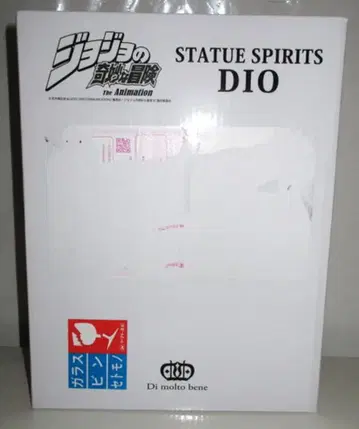 ジョジョの
奇妙な冒険
The Animation
STATUE SPIRITS
DIO
ガラス
ビン
セトモノ
Di molto bene